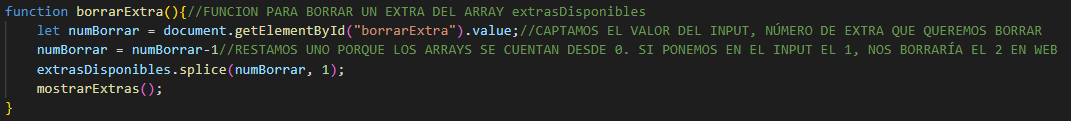 function borrarExtra(){//FUNCION PARA BORRAR UN EXTRA DEL ARRAY extrasDisponibles
    let numBorrar = document.getElementById("borrarExtra").value;//CAPTAMOS EL VALOR DEL INPUT, NÚMERO DE EXTRA QUE QUEREMOS BORRAR
    numBorrar = numBorrar-1//RESTAMOS UNO PORQUE LOS ARRAYS SE CUENTAN DESDE 0. SI PONEMOS EN EL INPUT EL 1, NOS BORRARÍA EL 2 EN WEB
    extrasDisponibles.splice(numBorrar, 1);
    mostrarExtras();
}